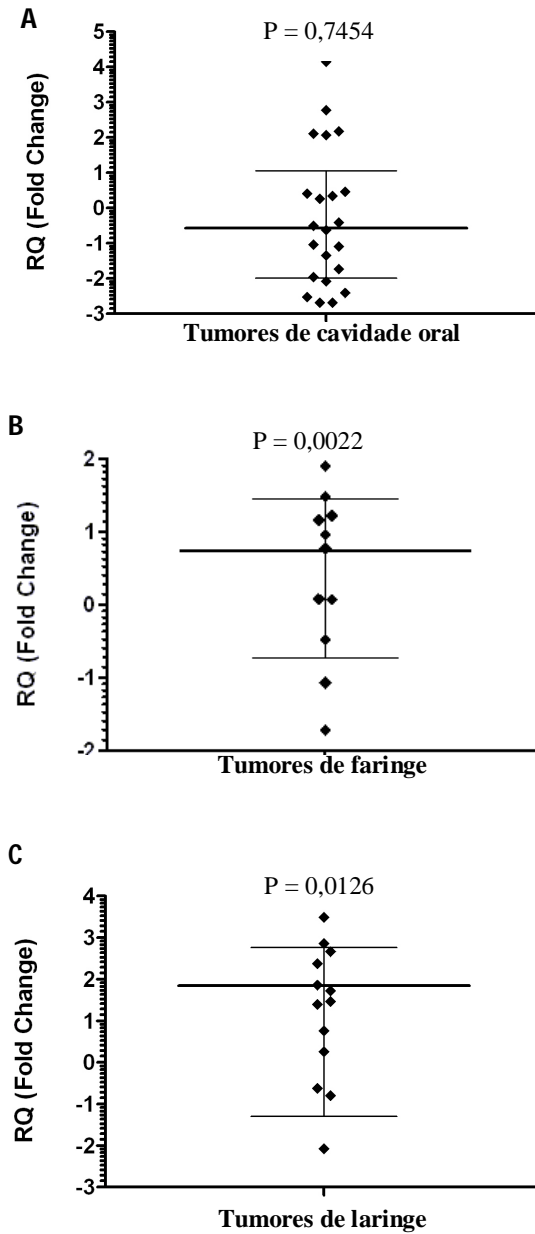 A
P = 0,7454
5
4
3
2
1
0
-1
-2
-3
RQ (Fold Change)
Tumores de cavidade oral
B
P = 0,0022
2
1
0
-1
-2
RQ (Fold Change)
Tumores de faringe
C
P = 0,0126
4
3
2
1
0
-1
-2
-3
RQ (Fold Change)
Tumores de laringe